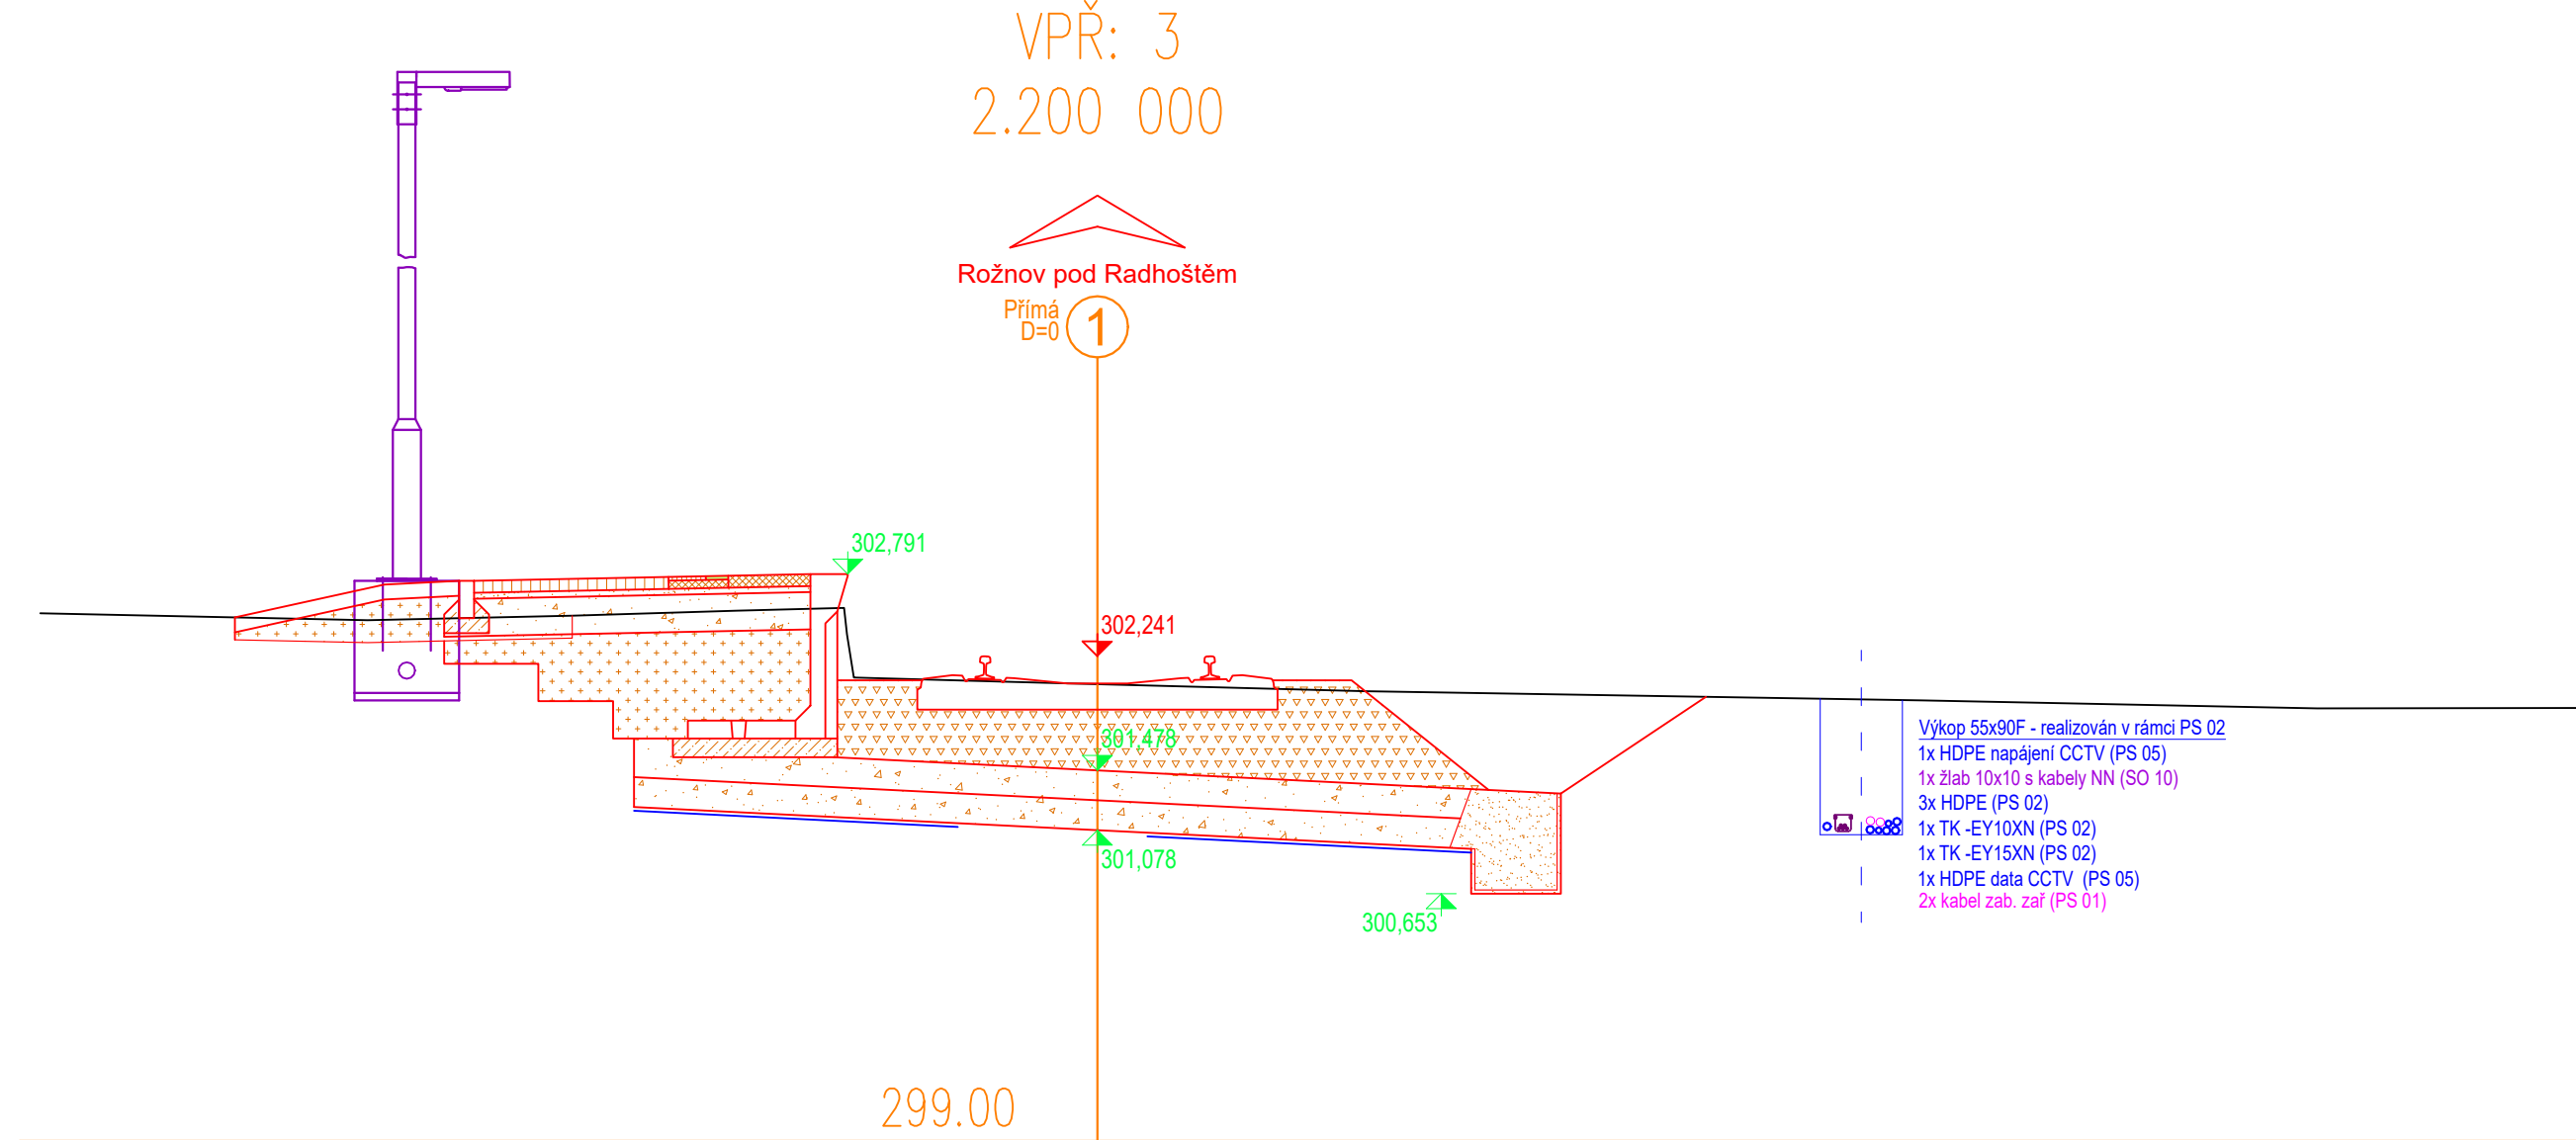 VPŘ: 3
2.200 000
Rožnov pod Radhoštěm
Přímá
D=0
1
302,791
302,241
301,478
301,078
300,653
Výkop 55x90F - realizován v rámci PS 02
1x HDPE napájení CCTV (PS 05)
1x žlab 10x10 s kabely NN (SO 10)
3x HDPE (PS 02)
1x TK -EY10XN (PS 02)
1x TK -EY15XN (PS 02)
1x HDPE data CCTV (PS 05)
2x kabel zab. zař (PS 01)
299.00